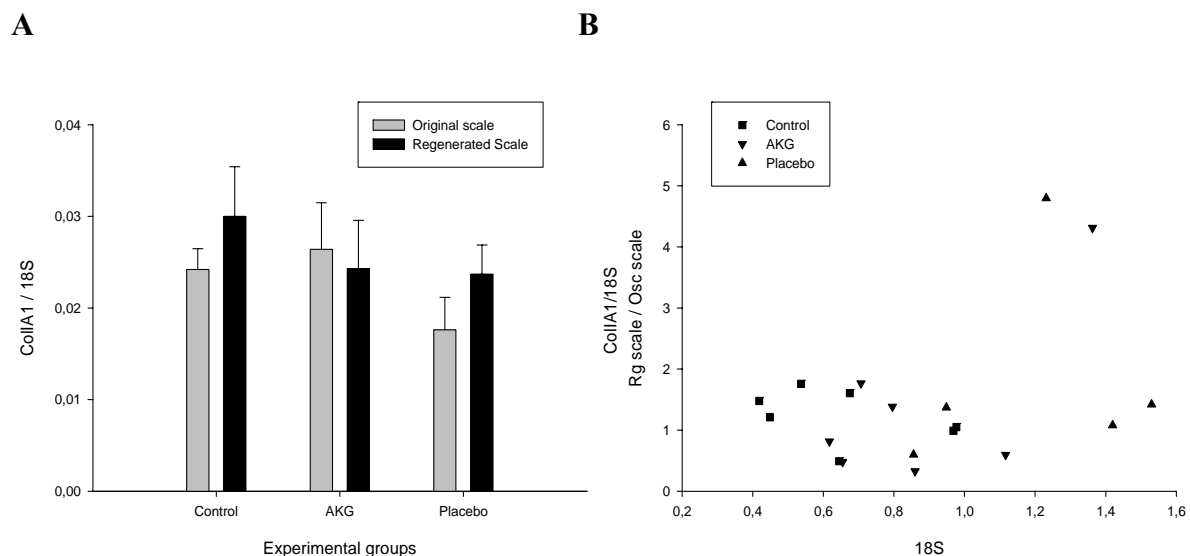 A
Original scale
Regenerated Scale
0,04
0,03
0,02
0,01
0,00
ColIA1 / 18S
Control
AKG
Placebo
Experimental groups
B
Control
AKG
Placebo
6
5
4
3
2
1
0
ColIA1/18S
Rg scale / Osc scale
0,2
0,4
0,6
0,8
1,0
1,2
1,4
1,6
18S